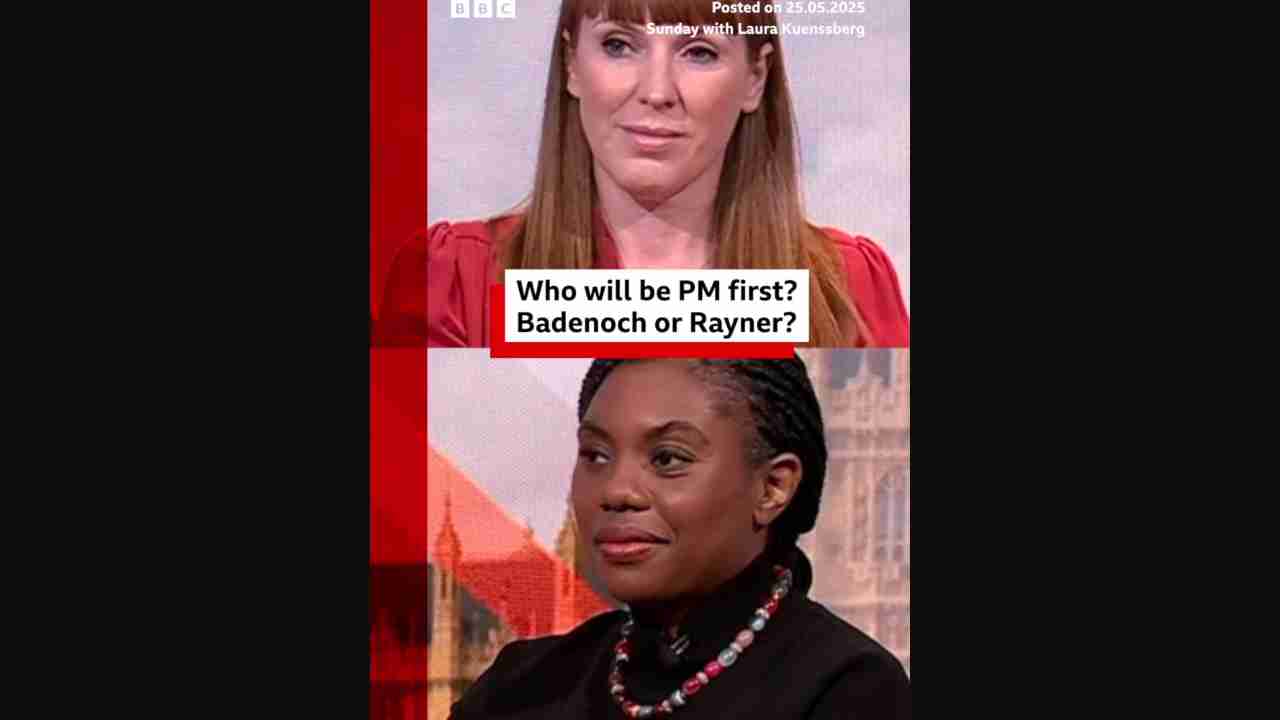 BBC
Posted on 25.05.2025
Sunday with Laura Kuenssberg
Who will be PM first?
Badenoch or Rayner?